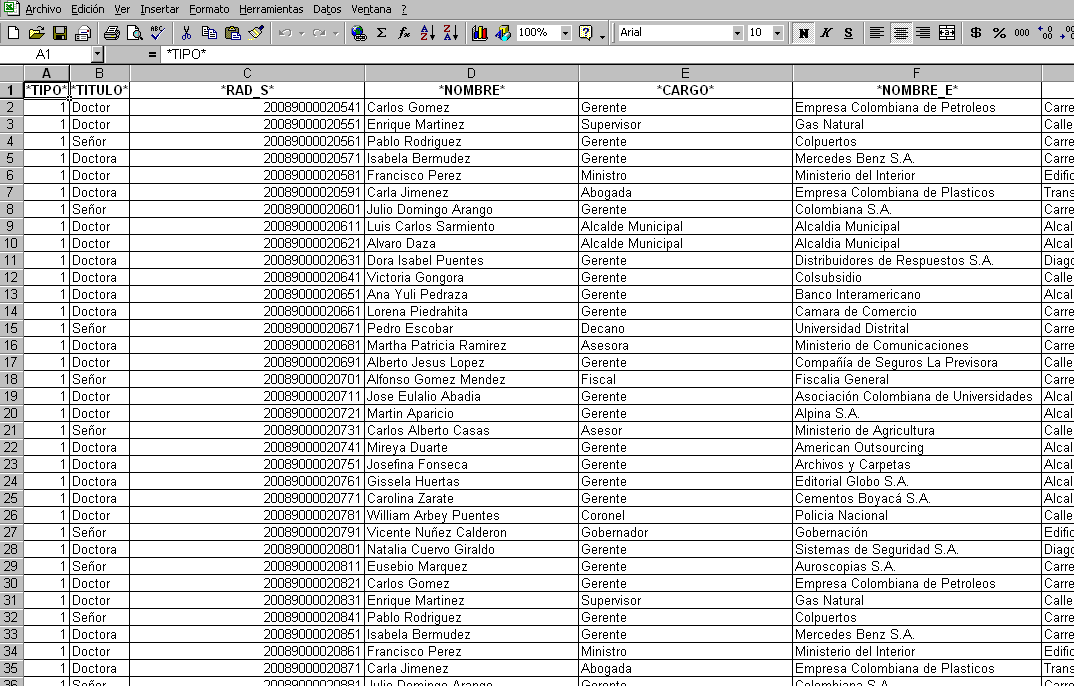 Archivo Edición Ver Insertar Formato Herramientas Datos Ventana ?
100% Arial 10 N K S $ % 000
A1 = *TIPO*
A B C D E F
1 *TIPO* *TITULO* *RAD_S* *NOMBRE* *CARGO* *NOMBRE_E*
2 1 Doctor 20089000020541 Carlos Gomez Gerente Empresa Colombiana de Petroleos Carre
3 1 Doctor 20089000020551 Enrique Martinez Supervisor Gas Natural Calle
4 1 Señor 20089000020561 Pablo Rodriguez Gerente Colpuertos Carre
5 1 Doctora 20089000020571 Isabela Bermudez Gerente Mercedes Benz S.A. Carre
6 1 Doctor 20089000020581 Francisco Perez Ministro Ministerio del Interior Edific
7 1 Doctora 20089000020591 Carla Jimenez Abogada Empresa Colombiana de Plasticos Trans
8 1 Señor 20089000020601 Julio Domingo Arango Gerente Colombiana S.A. Carre
9 1 Doctor 20089000020611 Luis Carlos Sarmiento Alcalde Municipal Alcaldia Municipal Alcal
10 1 Doctor 20089000020621 Alvaro Daza Alcalde Municipal Alcaldia Municipal Alcal
11 1 Doctora 20089000020631 Dora Isabel Puentes Gerente Distribuidores de Respuestos S.A. Diago
12 1 Doctor 20089000020641 Victoria Gongora Gerente Colsubsidio Calle
13 1 Doctora 20089000020651 Ana Yuli Pedraza Gerente Banco Interamericano Alcal
14 1 Doctora 20089000020661 Lorena Piedrahita Gerente Camara de Comercio Calle
15 1 Señor 20089000020671 Pedro Escobar Decano Universidad Distrital Carre
16 1 Doctora 20089000020681 Martha Patricia Ramirez Asesora Ministerio de Comunicaciones Carre
17 1 Doctor 20089000020691 Alberto Jesus Lopez Gerente Compañía de Seguros La Previsora Calle
18 1 Señor 20089000020701 Alfonso Gomez Mendez Fiscal Fiscalia General Carre
19 1 Doctor 20089000020711 Jose Eulalio Abadia Gerente Asociación Colombiana de Universidades Alcal
20 1 Doctor 20089000020721 Martin Aparicio Gerente Alpina S.A. Alcal
21 1 Señor 20089000020731 Carlos Alberto Casas Asesor Ministerio de Agricultura Calle
22 1 Doctora 20089000020741 Mireya Duarte Gerente American Outsourcing Alcal
23 1 Doctora 20089000020751 Josefina Fonseca Gerente Archivos y Carpetas Alcal
24 1 Doctora 20089000020761 Gissela Huertas Gerente Editorial Globo S.A. Alcal
25 1 Doctora 20089000020771 Carolina Zarate Gerente Cementos Boyacá S.A. Alcal
26 1 Doctor 20089000020781 William Arbey Puentes Coronel Policia Nacional Calle
27 1 Señor 20089000020791 Vicente Nuñez Calderon Gobernador Gobernación Edific
28 1 Doctora 20089000020801 Natalia Cuervo Giraldo Gerente Sistemas de Seguridad S.A. Diago
29 1 Señor 20089000020811 Eusebio Marquez Gerente Auroscopias S.A. Carre
30 1 Doctor 20089000020821 Carlos Gomez Gerente Empresa Colombiana de Petroleos Carre
31 1 Doctor 20089000020831 Enrique Martinez Supervisor Gas Natural Calle
32 1 Señor 20089000020841 Pablo Rodriguez Gerente Colpuertos Carre
33 1 Doctora 20089000020851 Isabela Bermudez Gerente Mercedes Benz S.A. Carre
34 1 Doctor 20089000020861 Francisco Perez Ministro Ministerio del Interior Edific
35 1 Doctora 20089000020871 Carla Jimenez Abogada Empresa Colombiana de Plasticos Trans
36 1 Señor 20089000020881 Julio Domingo Arango Gerente Colombiana S.A. Carre